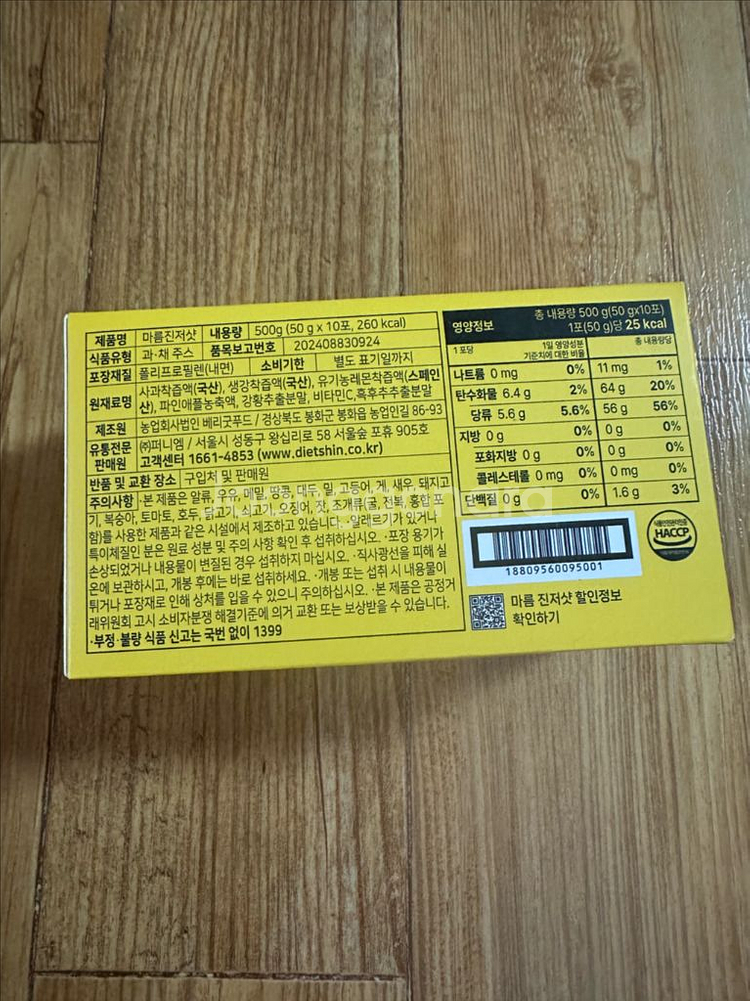 제품명 마름진저샷 내용량 500g (50 g x 10포, 260 kcal)
식품유형 과·채 주스 품목보고번호 202408830924
포장재질 폴리프로필렌(내면) 소비기한 별도 표기일까지
원재료명 사과착즙액(국산), 생강착즙액(국산), 유기농레몬착즙액(스페인
산), 파인애플농축액, 강황추출분말, 비타민C, 흑후추추출분말
제조원 농업회사법인 베리굿푸드 / 경상북도 봉화군 봉화읍 농업인길 86-93
유통전문
판매원 ㈜퍼니엠 / 서울시 성동구 왕십리로 58 서울숲 포휴 905호
고객센터 1661-4853 (www.dietshin.co.kr)
반품 및 교환 장소 구입처 및 판매원
주의사항 ·본 제품은 알류, 우유, 메밀, 땅콩, 대두, 밀, 고등어, 게, 새우, 돼지고
기, 복숭아, 토마토, 호두, 닭고기, 쇠고기, 오징어, 잣, 조개류(굴, 전복, 홍합 포
함)를 사용한 제품과 같은 시설에서 제조하고 있습니다. ·알레르기가 있거나
특이체질인 분은 원료 성분 및 주의 사항 확인 후 섭취하십시오. ·포장 용기가
손상되었거나 내용물이 변질된 경우 섭취하지 마십시오. ·직사광선을 피해 실
온에 보관하시고, 개봉 후에는 바로 섭취하세요. ·개봉 또는 섭취 시 내용물이
튀거나 포장재로 인해 상처를 입을 수 있으니 주의하십시오. ·본 제품은 공정거
래위원회 고시 소비자분쟁 해결기준에 의거 교환 또는 보상받을 수 있습니다.
·부정·불량 식품 신고는 국번 없이 1399
영양정보 총 내용량 500 g(50 gx10포)
1포(50 g)당 25 kcal
1포당 1일 영양성분
기준치에 대한 비율 총 내용량당
나트륨 0 mg 0% 11 mg 1%
탄수화물 6.4 g 2% 64 g 20%
당류 5.6 g 5.6% 56 g 56%
지방 0 g 0% 0 g 0%
포화지방 0 g 0% 0 g 0%
콜레스테롤 0 mg 0% 0 mg 0%
단백질 0 g 0% 1.6 g 3%
HACCP
18809560095001
마름 진저샷 할인정보
확인하기